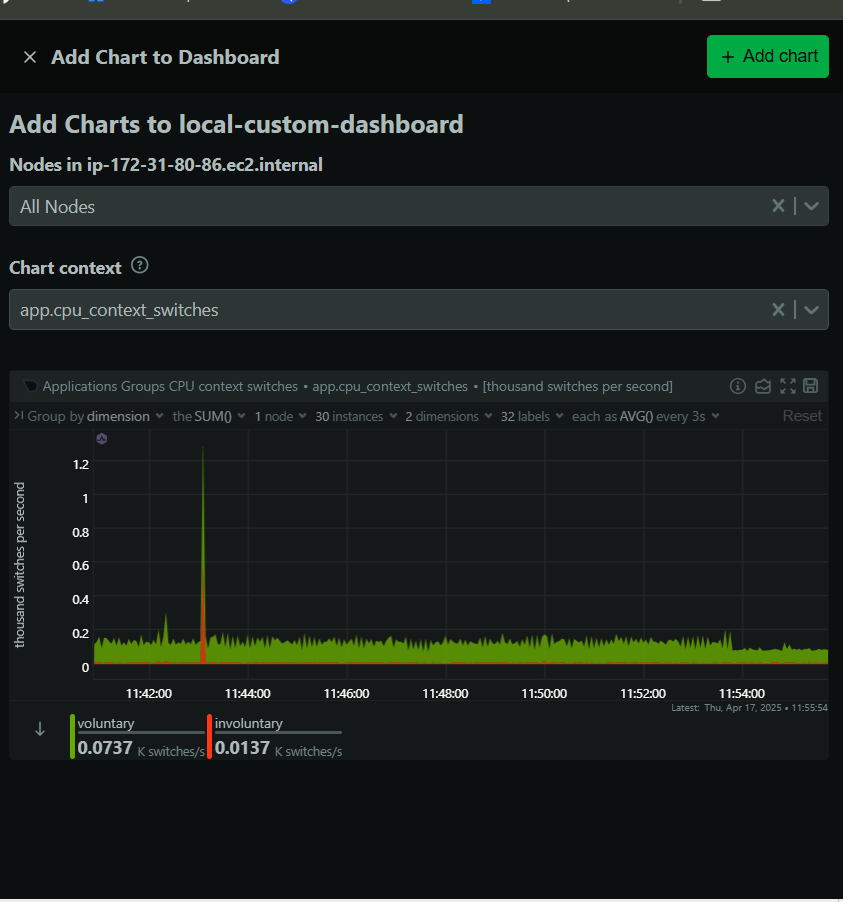 Add Chart to Dashboard
+ Add chart
Add Charts to local-custom-dashboard
Nodes in ip-172-31-80-86.ec2.internal
All Nodes
Chart context ?
app.cpu_context_switches
Applications Groups CPU context switches • app.cpu_context_switches • [thousand switches per second]
Group by dimension the SUM() 1 node 30 instances 2 dimensions 32 labels each as AVG() every 3s Reset
thousand switches per second
1.2
1
0.8
0.6
0.4
0.2
0
11:42:00 11:44:00 11:46:00 11:48:00 11:50:00 11:52:00 11:54:00
Latest: Thu, Apr 17, 2025 • 11:55:54
voluntary involuntary
0.0737 K switches/s 0.0137 K switches/s